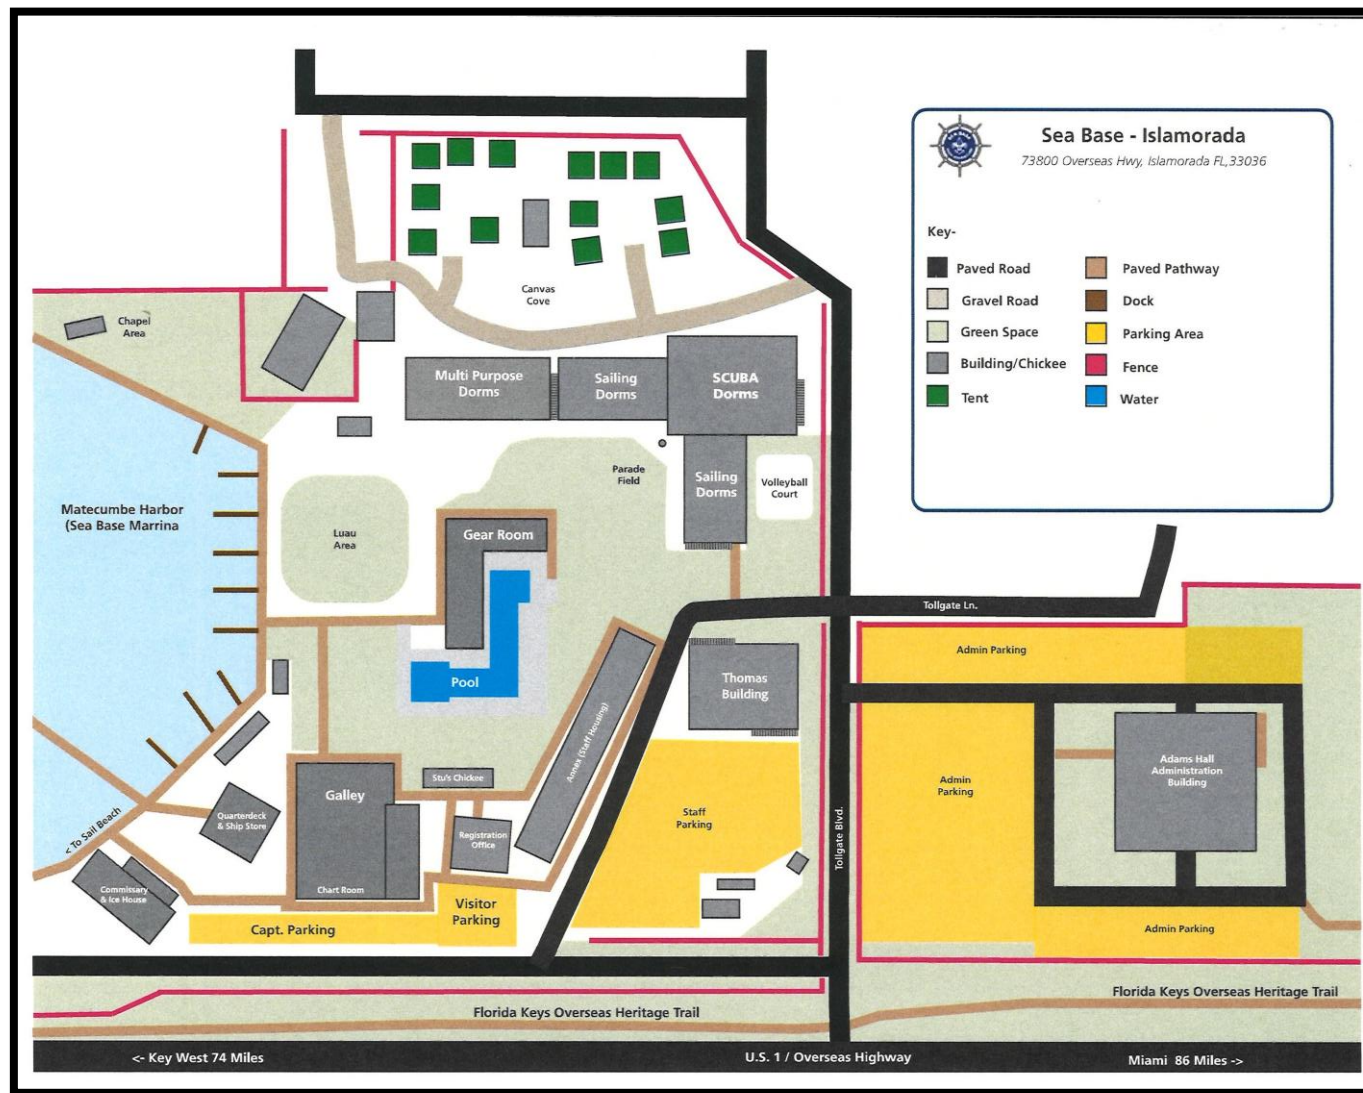 Sea Base - Islamorada
73800 Overseas Hwy, Islamorada FL,33036
Key-
Paved Road
Paved Pathway
Gravel Road
Dock
Green Space
Parking Area
Building/Chickee
Fence
Tent
Water
Canvas
Cove
Chapel
Area
Multi Purpose
Dorms
Sailing
Dorms
SCUBA
Dorms
Parade
Field
Sailing
Dorms
Volleyball
Court
Matecumbe Harbor
(Sea Base Marrina
Luau
Area
Gear Room
Tollgate Ln.
Admin Parking
Pool
Thomas
Building
Annex (Staff Housing)
Adams Hall
Administration
Building
Stu's Chickee
Admin
Parking
Galley
Quarterdeck
& Ship Store
Staff
Parking
Registration
Office
Tollgate Blvd.
< To Sail Beach
Commissary
& Ice House
Chart Room
Visitor
Parking
Capt. Parking
Admin Parking
Florida Keys Overseas Heritage Trail
Florida Keys Overseas Heritage Trail
<- Key West 74 Miles
U.S. 1 / Overseas Highway
Miami 86 Miles ->